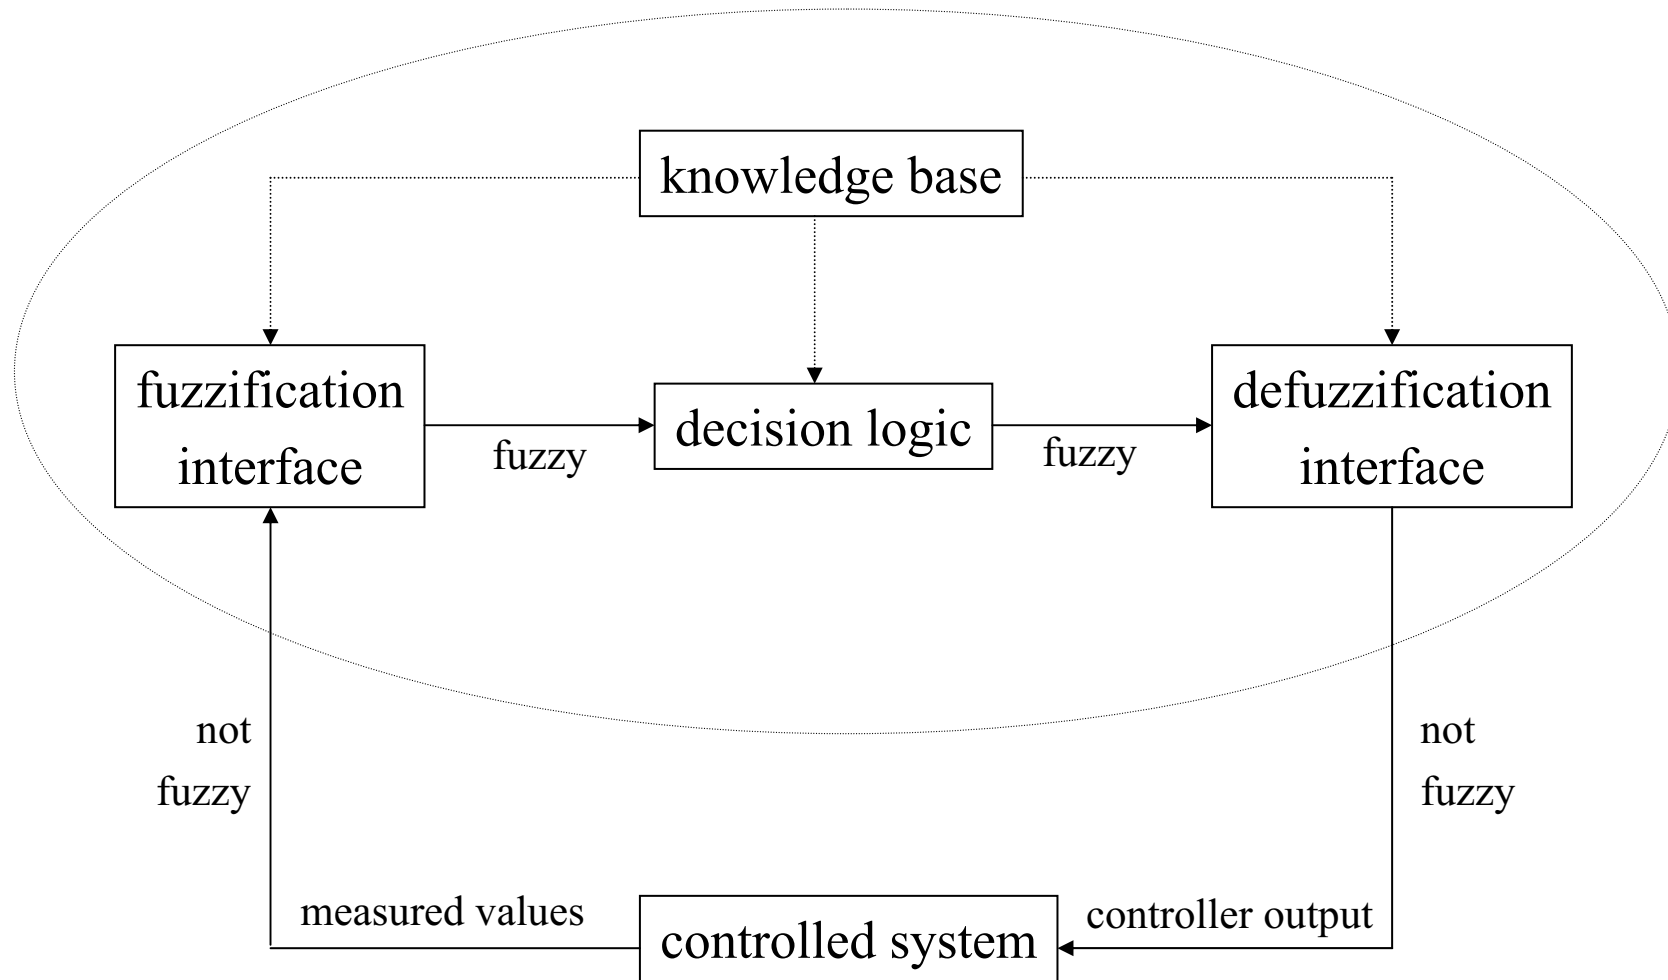 knowledge base
fuzzification
interface
fuzzy
decision logic
fuzzy
defuzzification
interface
not
fuzzy
not
fuzzy
measured values
controlled system
controller output